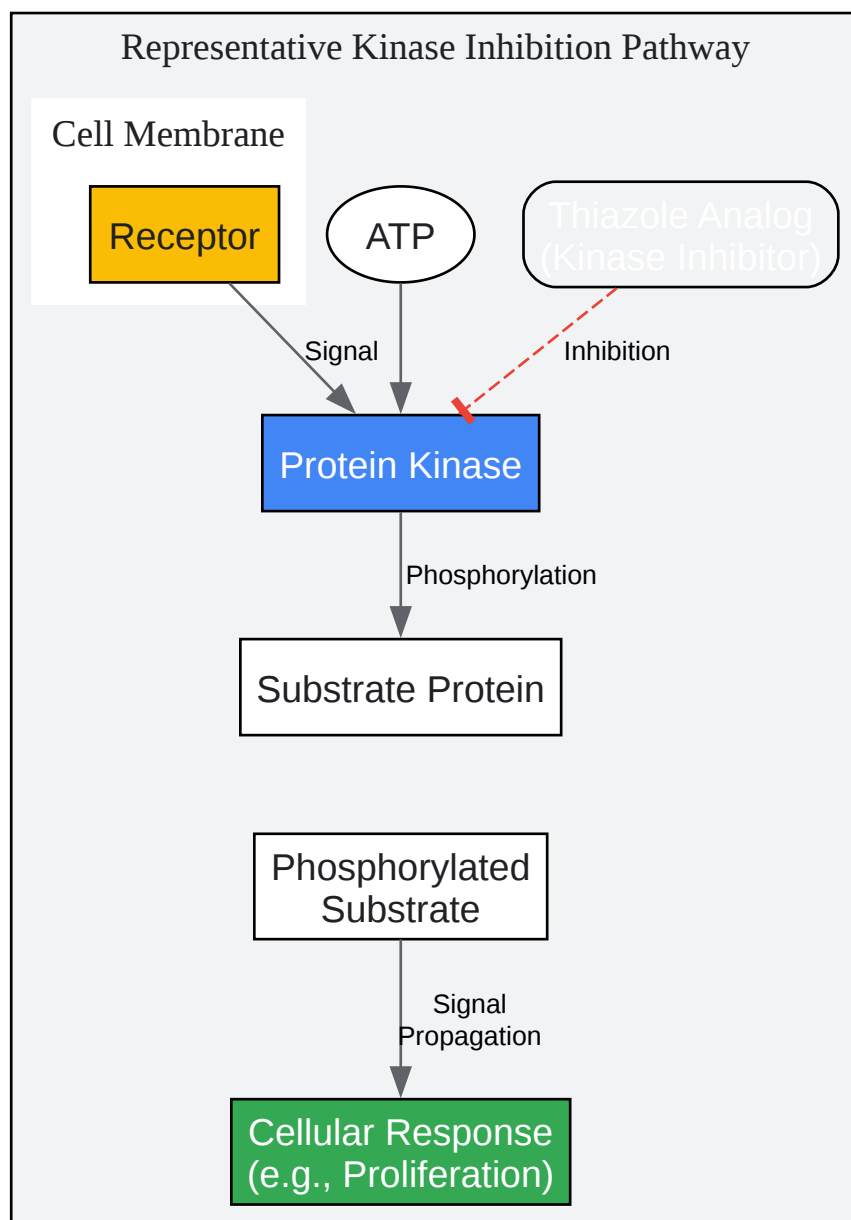 Representative Kinase Inhibition Pathway
Cell Membrane
Receptor
ATP
Thiazole Analog
(Kinase Inhibitor)
Signal
Inhibition
Protein Kinase
Phosphorylation
Substrate Protein
Phosphorylated
Substrate
Signal
Propagation
Cellular Response
(e.g., Proliferation)